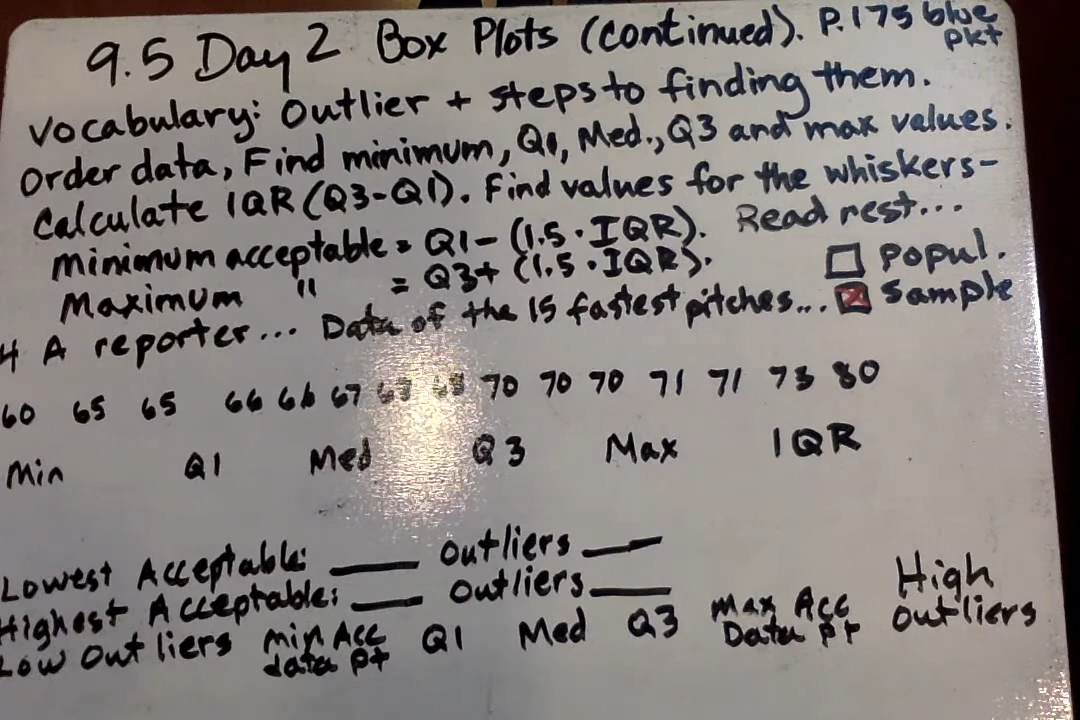 9.5 Day 2 Box Plots (continued). P.175 blue pkt
Vocabulary: Outlier + steps to finding them.
Order data, Find minimum, Q1, Med., Q3 and max values.
Calculate IQR (Q3-Q1). Find values for the whiskers-
minimum acceptable = Q1 - (1.5 · IQR). Read rest...
Maximum " = Q3 + (1.5 · IQR). Popul.
A reporter... Data of the 15 fastest pitches... Sample
60 65 65 66 66 67 70 70 70 71 71 73 80
Min Q1 Med Q3 Max IQR
Lowest Acceptable: ____ Outliers ____
Highest Acceptable: ____ Outliers ____
Low Outliers min Acc data pt Q1 Med Q3 Max Acc Data pt High Outliers